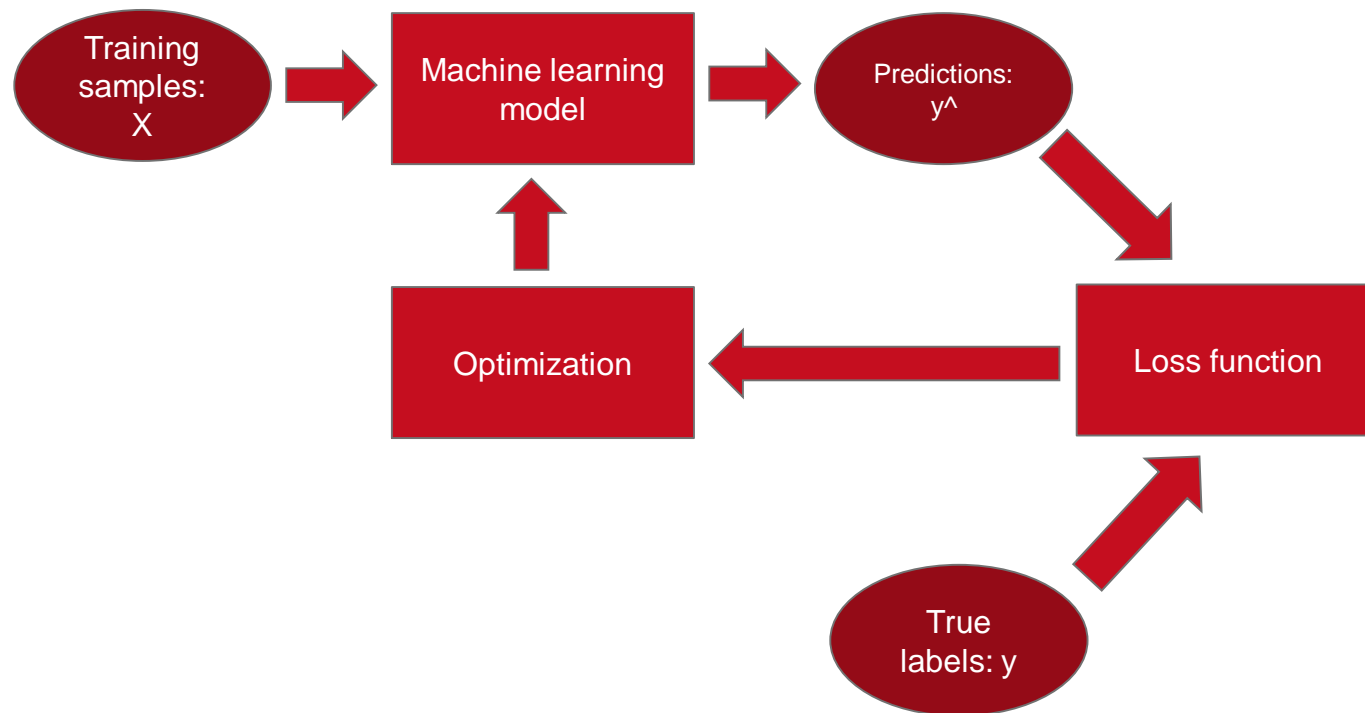 Training
samples:
X
Machine learning
model
Predictions:
y^
Optimization
Loss function
True
labels: y